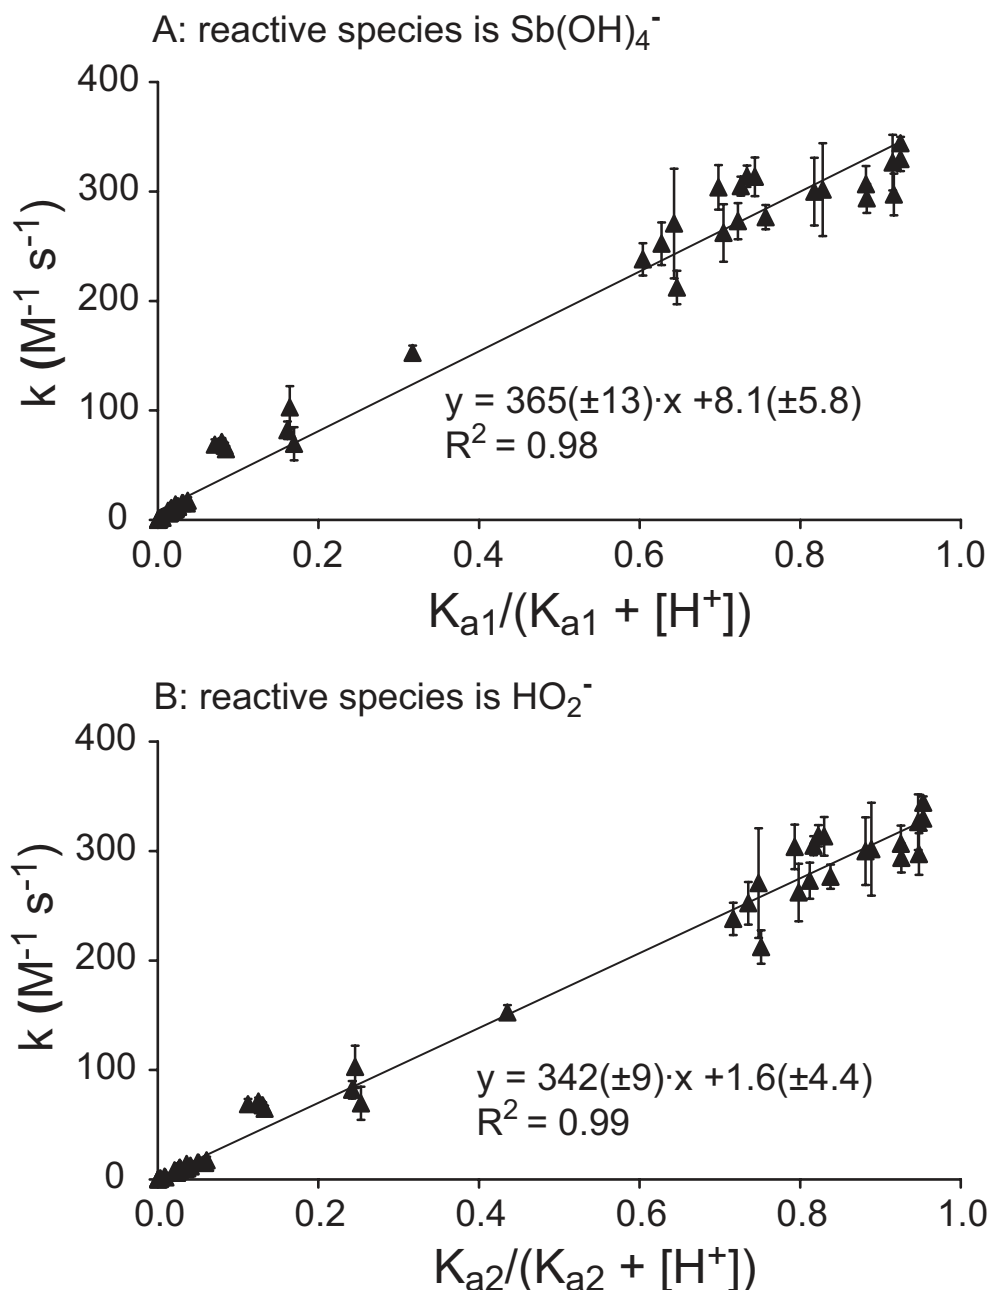 A: reactive species is Sb(OH)₄⁻
400
300
200
100
0
k (M⁻¹ s⁻¹)
y = 365(±13)·x +8.1(±5.8)
R² = 0.98
0.0 0.2 0.4 0.6 0.8 1.0
Kₐ₁/(Kₐ₁ + [H⁺])
B: reactive species is HO₂⁻
400
300
200
100
0
k (M⁻¹ s⁻¹)
y = 342(±9)·x +1.6(±4.4)
R² = 0.99
0.0 0.2 0.4 0.6 0.8 1.0
Kₐ₂/(Kₐ₂ + [H⁺])